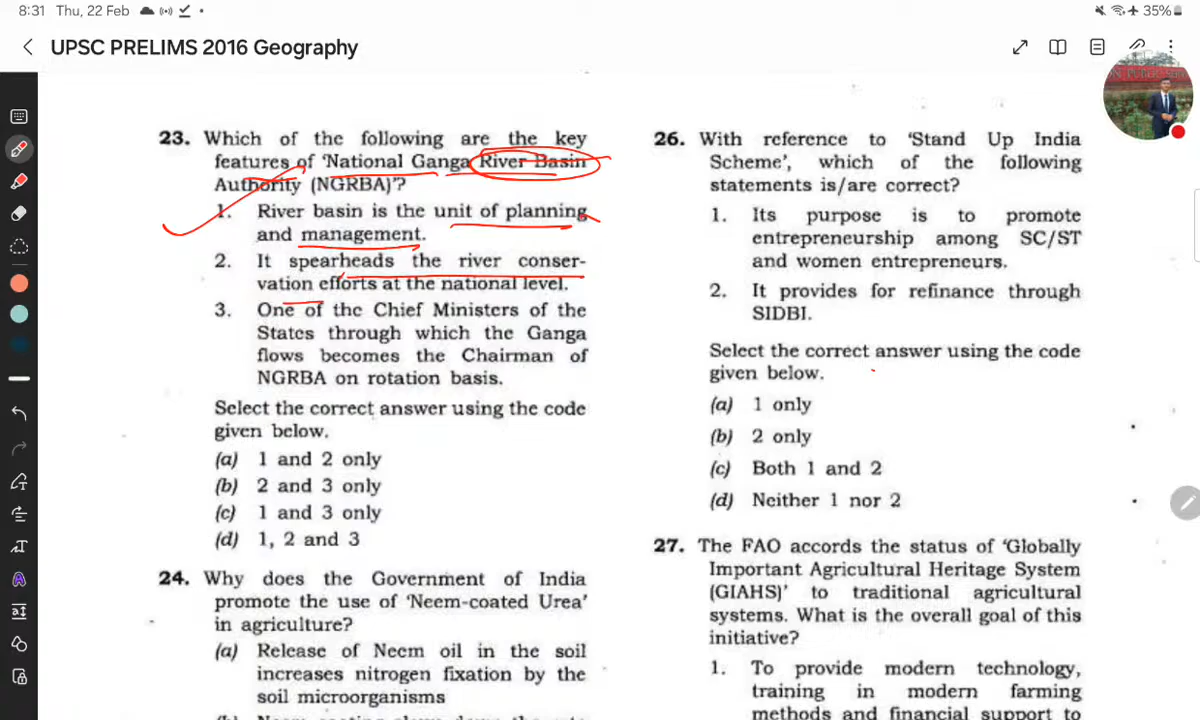 8:31 Thu, 22 Feb
35%
UPSC PRELIMS 2016 Geography
23. Which of the following are the key
features of 'National Ganga River Basin
Authority (NGRBA)'?
1. River basin is the unit of planning
and management.
2. It spearheads the river conser-
vation efforts at the national level.
3. One of the Chief Ministers of the
States through which the Ganga
flows becomes the Chairman of
NGRBA on rotation basis.
Select the correct answer using the code
given below.
(a) 1 and 2 only
(b) 2 and 3 only
(c) 1 and 3 only
(d) 1, 2 and 3
24. Why does the Government of India
promote the use of 'Neem-coated Urea'
in agriculture?
(a) Release of Neem oil in the soil
increases nitrogen fixation by the
soil microorganisms
26. With reference to 'Stand Up India
Scheme', which of the following
statements is/are correct?
1. Its purpose is to promote
entrepreneurship among SC/ST
and women entrepreneurs.
2. It provides for refinance through
SIDBI.
Select the correct answer using the code
given below.
(a) 1 only
(b) 2 only
(c) Both 1 and 2
(d) Neither 1 nor 2
27. The FAO accords the status of 'Globally
Important Agricultural Heritage System
(GIAHS)' to traditional agricultural
systems. What is the overall goal of this
initiative?
1. To provide modern technology,
training in modern farming
methods and financial support to